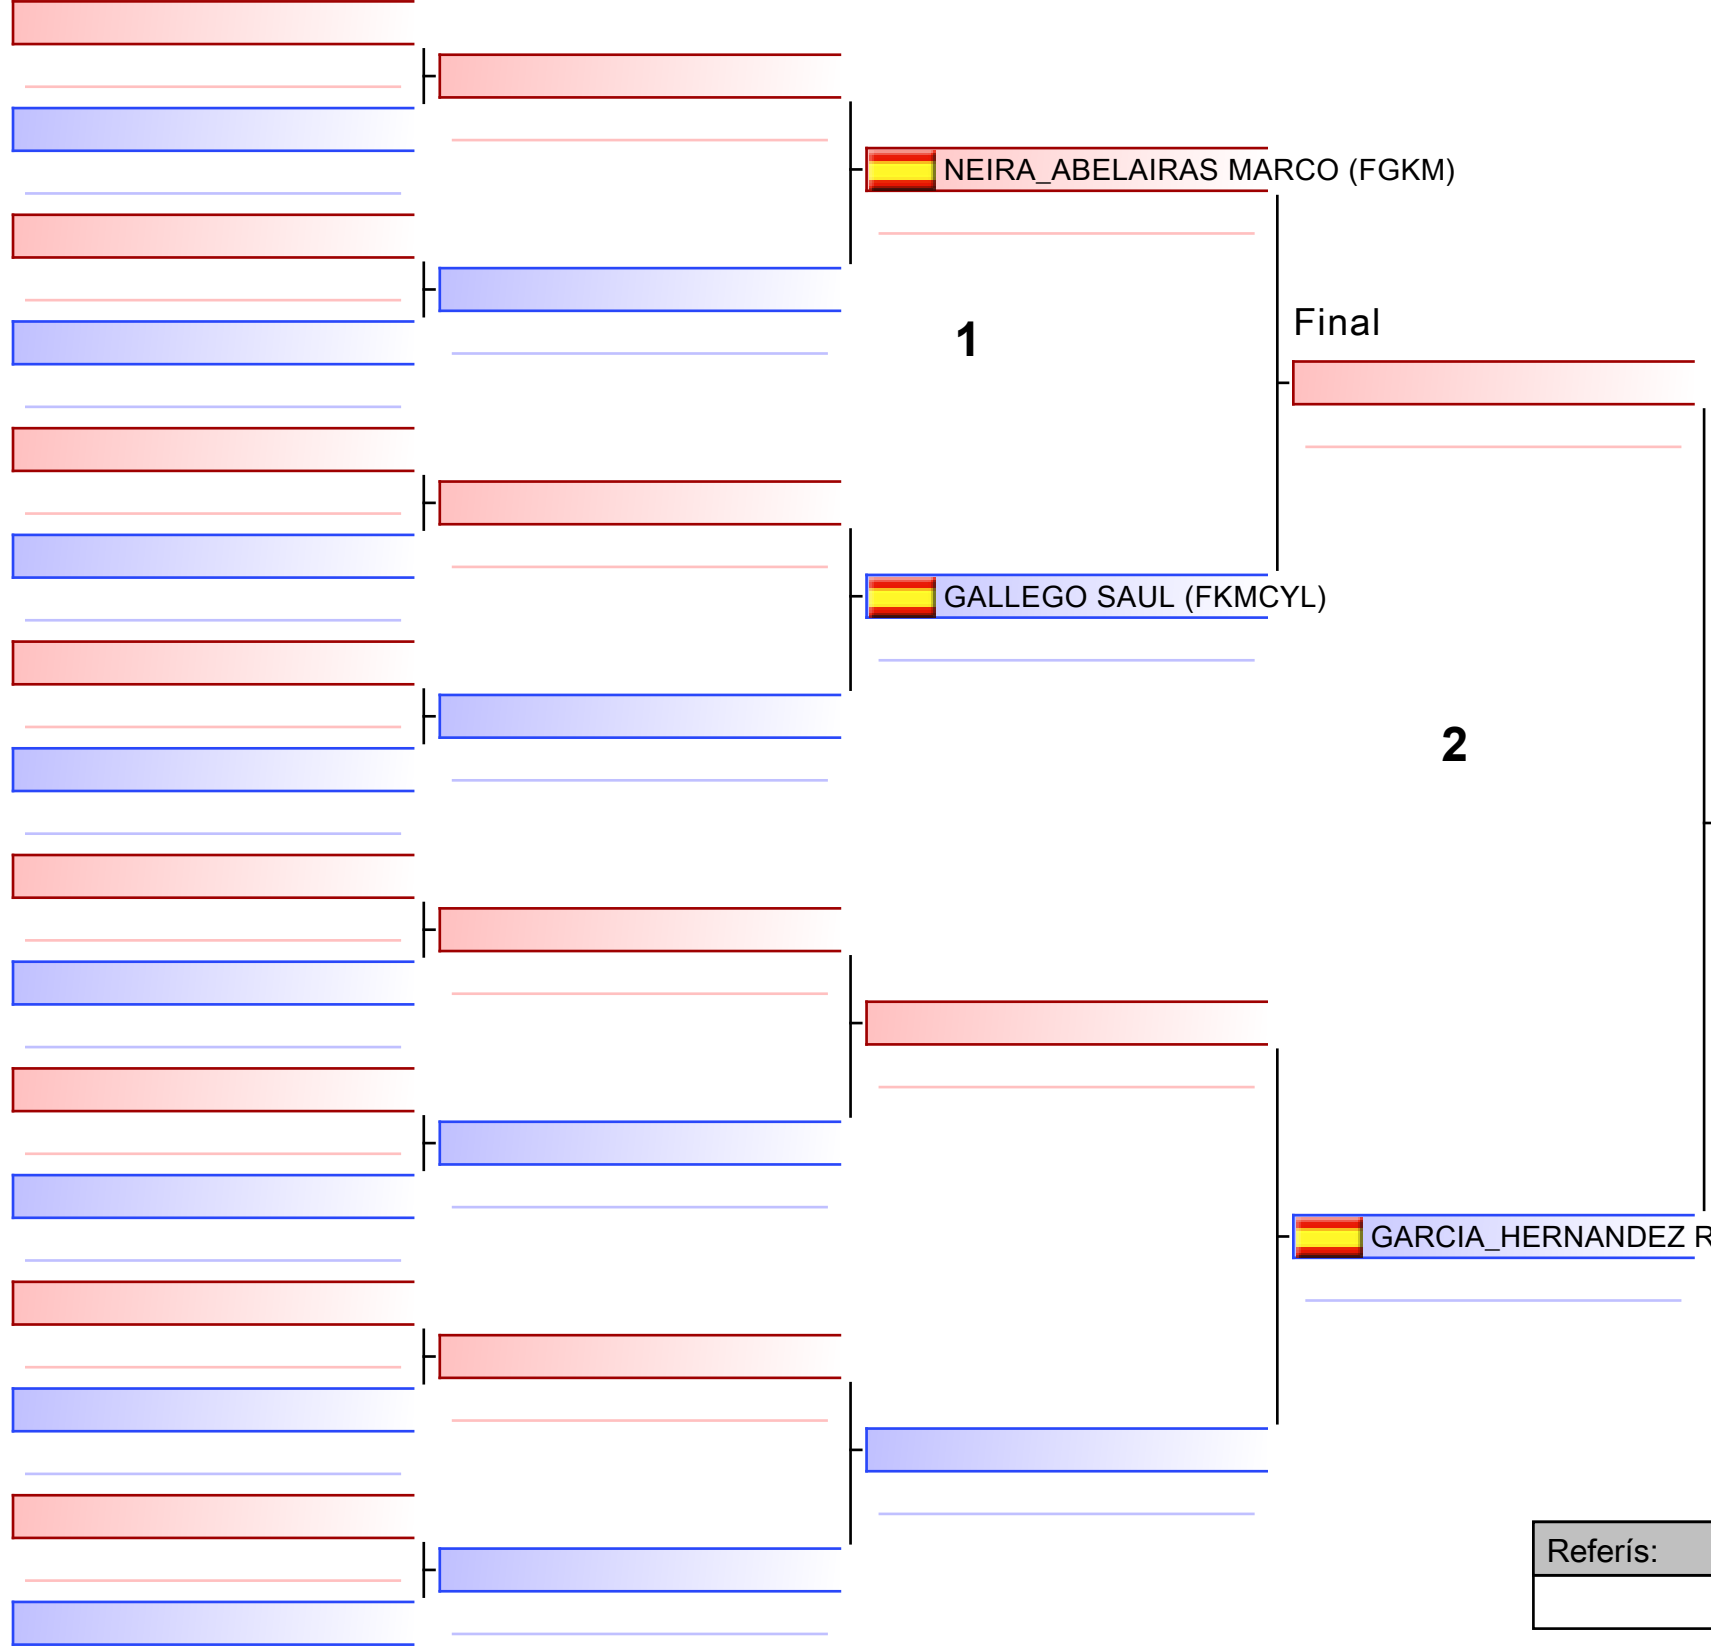 NEIRA_ABELAIRAS MARCO (FGKM)
1
Final
GALLEGO SAUL (FKMCYL)
2
GARCIA_HERNANDEZ R
Referís: